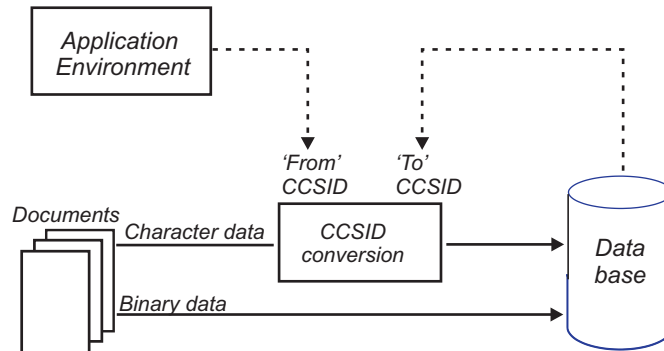 Application
Environment
'From'
CCSID
'To'
CCSID
Documents
Character data
CCSID
conversion
Data
base
Binary data